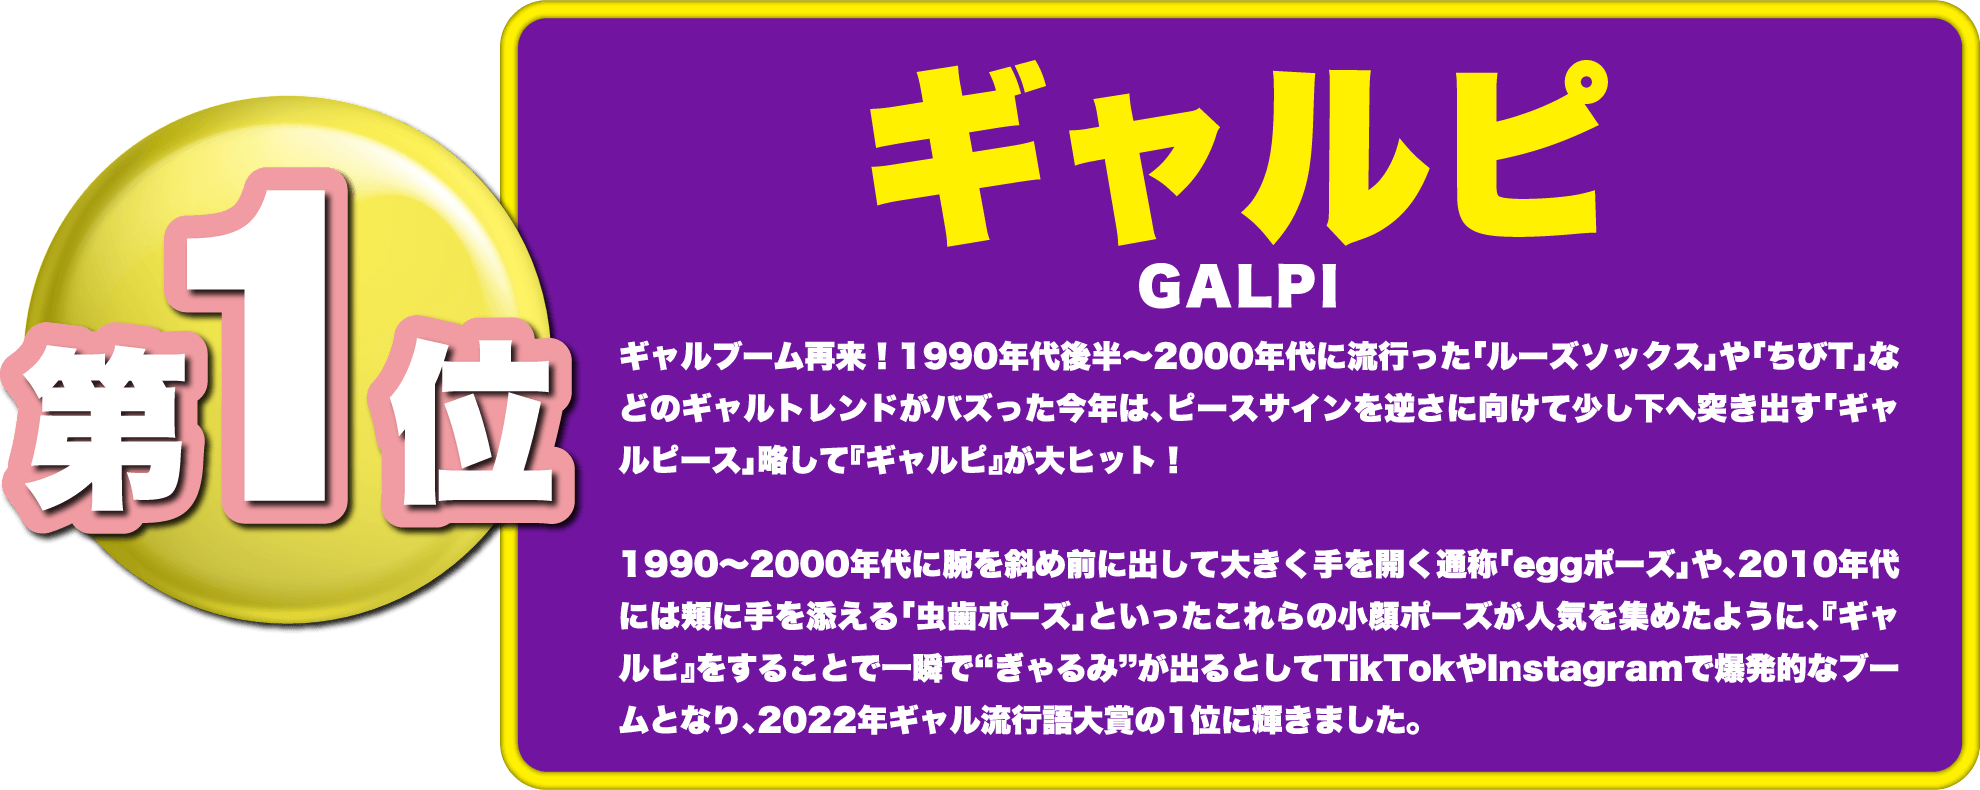 第1位
ギャルピ
GALPI
ギャルブーム再来！1990年代後半〜2000年代に流行った「ルーズソックス」や「ちびT」な
どのギャルトレンドがバズった今年は、ピースサインを逆さに向けて少し下へ突き出す「ギャ
ルピース」略して『ギャルピ』が大ヒット！
1990〜2000年代に腕を斜め前に出して大きく手を開く通称「eggポーズ」や、2010年代
には頬に手を添える「虫歯ポーズ」といったこれらの小顔ポーズが人気を集めたように、『ギャ
ルピ』をすることで一瞬で“ぎゃるみ”が出るとしてTikTokやInstagramで爆発的なブー
ムとなり、2022年ギャル流行語大賞の1位に輝きました。